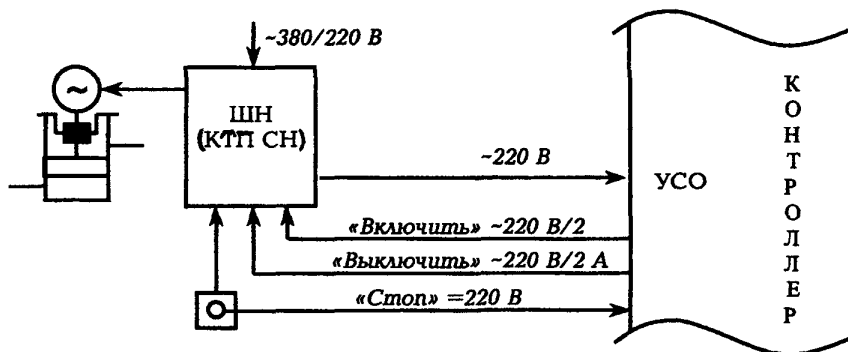 ~380/220 В
ШН
(КТП СН)
~220 В
УСО
«Включить» ~220 В/2
«Выключить» ~220 В/2 А
«Стоп» =220 В
КОНТРОЛЛЕР
~